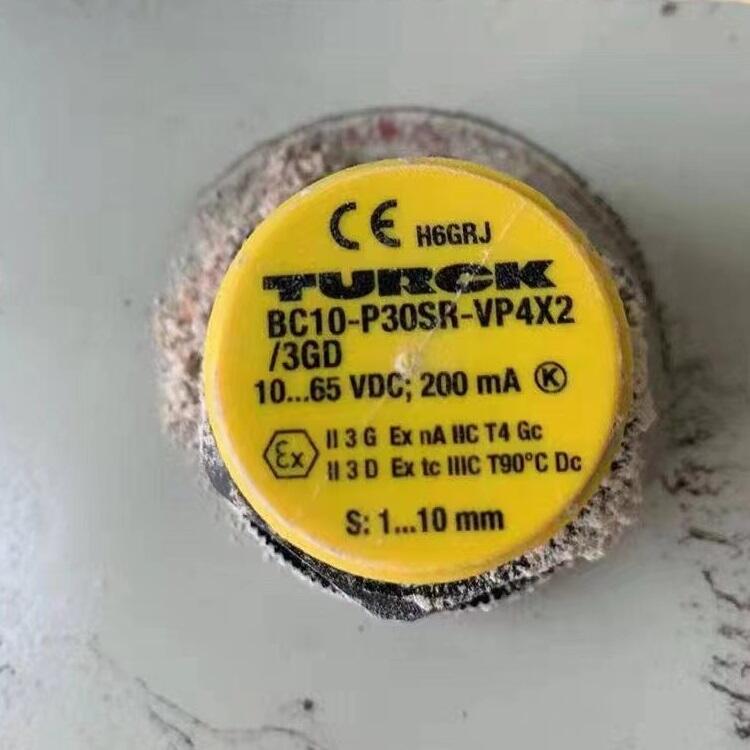 CE H6GRJ
TURCK
BC10-P30SR-VP4X2
/3GD
10...65 VDC; 200 mA K
Ex II 3 G Ex nA IIC T4 Gc
II 3 D Ex tc IIIC T90°C Dc
S: 1...10 mm